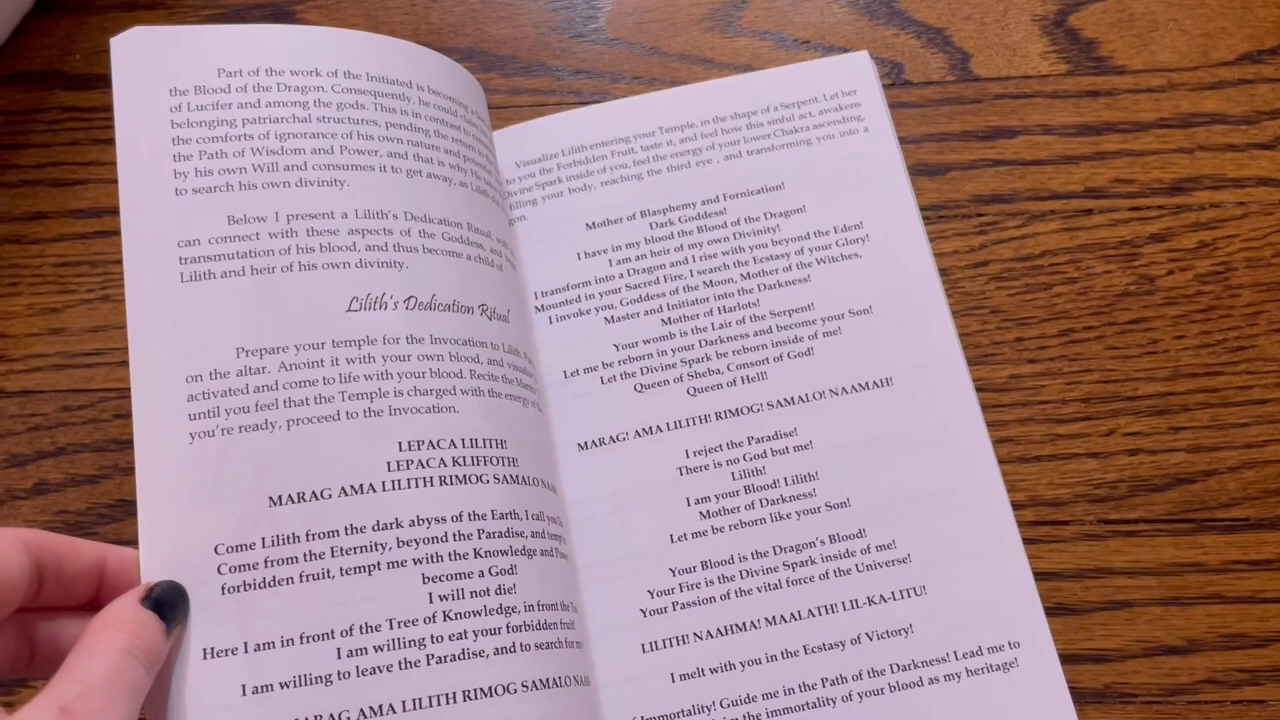 Part of the work of the Initiated is becoming a
the Blood of the Dragon. Consequently, he could claim
of Lucifer and among the gods. This is in contrast to
belonging patriarchal structures, pending the return to
the comforts of ignorance of his own nature and
the Path of Wisdom and Power, and that is why He
by his own Will and consumes it to get away, as Lilith
to search his own divinity.
Below I present a Lilith's Dedication Ritual,
can connect with these aspects of the Goddess, and
transmutation of his blood, and thus become a child of
Lilith and heir of his own divinity.
Lilith's Dedication Ritual
Prepare your temple for the Invocation to Lilith.
on the altar. Anoint it with your own blood, and
activated and come to life with your blood. Recite the Mantra
until you feel that the Temple is charged with the energy of
you're ready, proceed to the Invocation.
LEPACA LILITH!
LEPACA KLIFFOTH!
MARAG AMA LILITH RIMOG SAMALO
Come Lilith from the dark abyss of the Earth, I call you
Come from the Eternity, beyond the Paradise, and
forbidden fruit, tempt me with the Knowledge and
become a God!
I will not die!
Here I am in front of the Tree of Knowledge, in front the
I am willing to eat your forbidden fruit!
I am willing to leave the Paradise, and to search for
MARAG AMA LILITH RIMOG SAMALO
Visualize Lilith entering your Temple, in the shape of a Serpent. Let her
to you the Forbidden Fruit, taste it, and feel how this sinful act, awakens
Divine Spark inside of you, feel the energy of your lower Chakra ascending,
filling your body, reaching the third eye , and transforming you into a
Mother of Blasphemy and Fornication!
Dark Goddess!
I have in my blood the Blood of the Dragon!
I am an heir of my own Divinity!
I transform into a Dragon and I rise with you beyond the Eden!
Mounted in your Sacred Fire, I search the Ecstasy of your Glory!
I invoke you, Goddess of the Moon, Mother of the Witches,
Master and Initiator into the Darkness!
Mother of Harlots!
Your womb is the Lair of the Serpent!
Let me be reborn in your Darkness and become your Son!
Let the Divine Spark be reborn inside of me!
Queen of Sheba, Consort of God!
Queen of Hell!
MARAG! AMA LILITH! RIMOG! SAMALO! NAAMAH!
I reject the Paradise!
There is no God but me!
Lilith!
I am your Blood! Lilith!
Mother of Darkness!
Let me be reborn like your Son!
Your Blood is the Dragon's Blood!
Your Fire is the Divine Spark inside of me!
Your Passion of the vital force of the Universe!
LILITH! NAAHMA! MAALATH! LIL-KA-LITU!
I melt with you in the Ecstasy of Victory!
Immortality! Guide me in the Path of the Darkness! Lead me to
the immortality of your blood as my heritage!